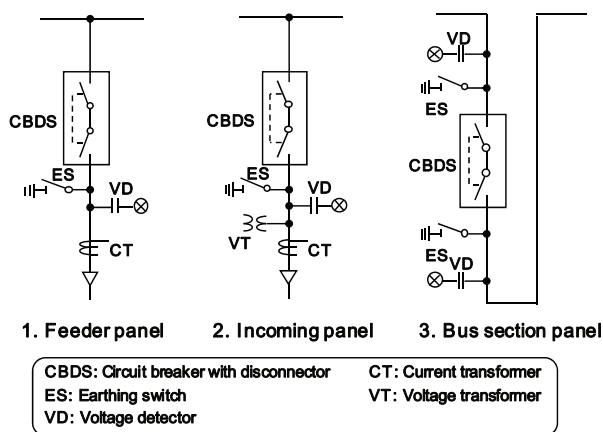 CBDS
ES
VD
CT
1. Feeder panel
CBDS
ES
VD
VT
CT
2. Incoming panel
VD
ES
CBDS
ES
VD
3. Bus section panel
CBDS: Circuit breaker with disconnector
ES: Earthing switch
VD: Voltage detector
CT: Current transformer
VT: Voltage transformer